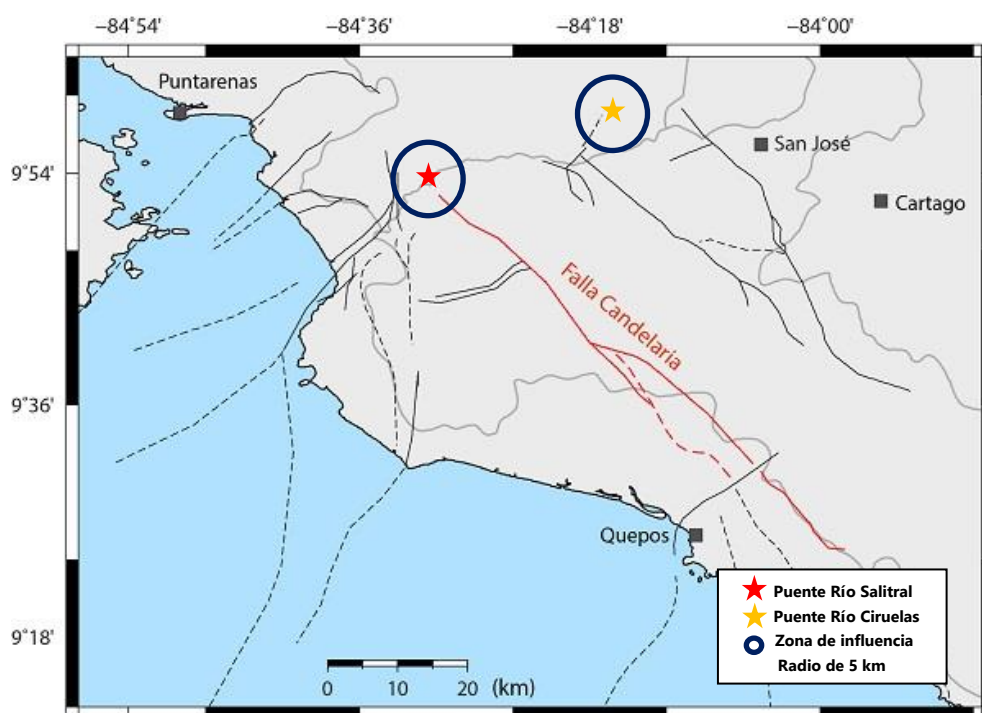 −84˚54' −84˚36' −84˚18' −84˚00'
Puntarenas
San José
9˚54'
Cartago
Falla Candelaria
9˚36'
Quepos
Puente Río Salitral
Puente Río Ciruelas
9˚18'
Zona de influencia
Radio de 5 km
0 10 20 (km)